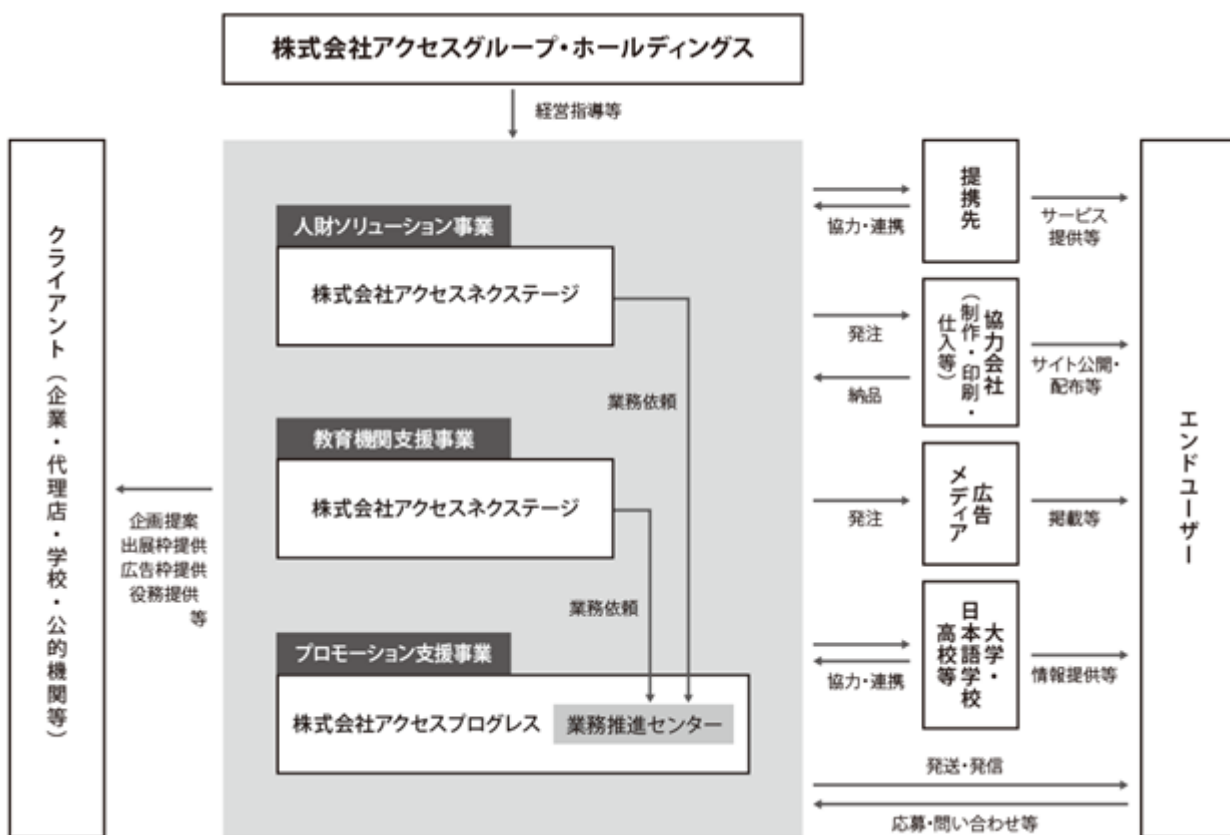 株式会社アクセスグループ・ホールディングス
経営指導等
クライアント(企業・代理店・学校・公的機関等)
企画提案
出展枠提供
広告枠提供
役務提供
等
人財ソリューション事業
株式会社アクセスネクステージ
業務依頼
教育機関支援事業
株式会社アクセスネクステージ
業務依頼
プロモーション支援事業
株式会社アクセスプログレス
業務推進センター
協力・連携
提携先
サービス
提供等
発注
納品
協力会社
(制作・印刷・
仕入等)
サイト公開・
配布等
発注
広告
メディア
掲載等
協力・連携
大学・
日本語学校
高校等
情報提供等
発送・発信
応募・問い合わせ等
エンドユーザー